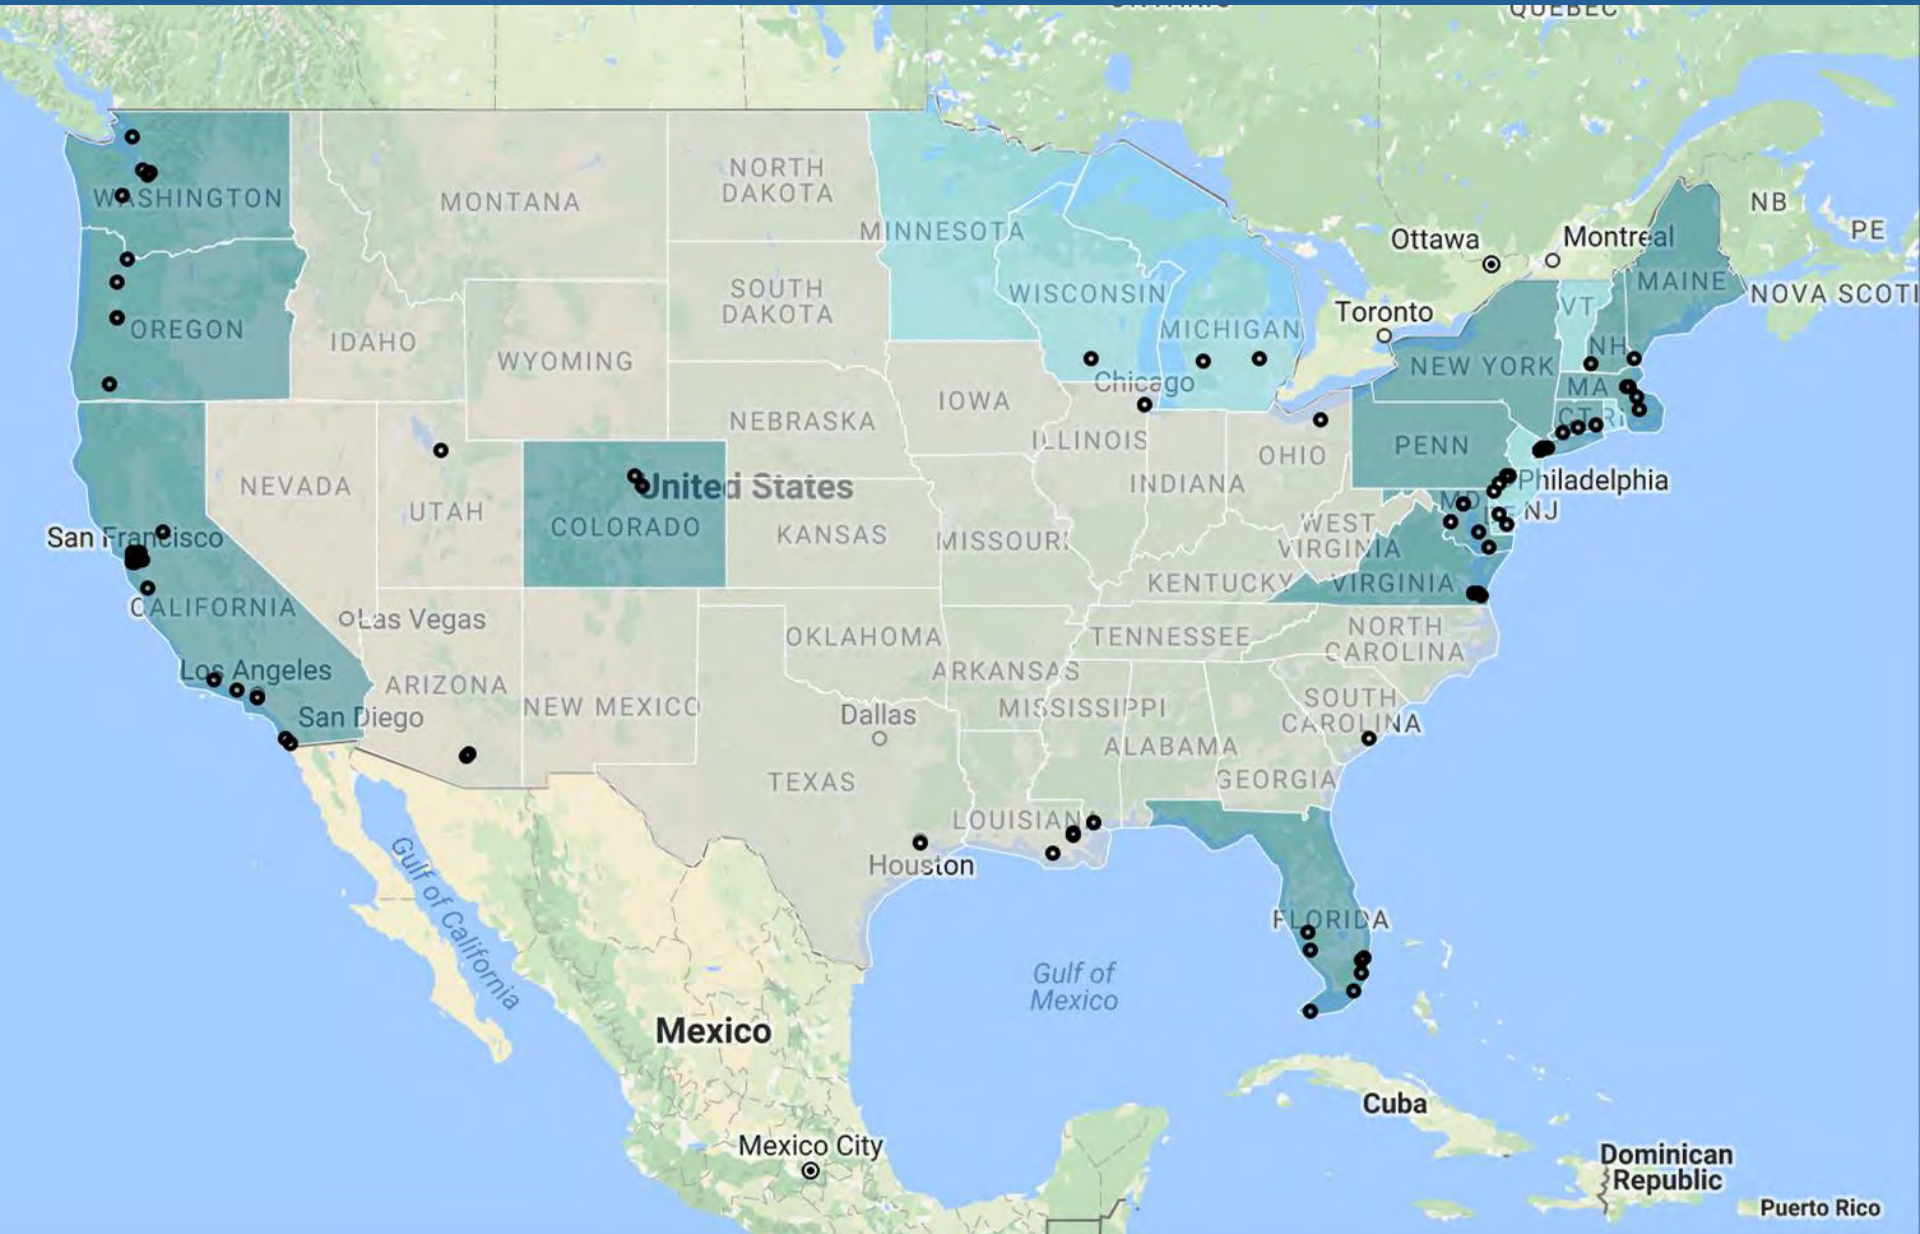 ONTARIO
QUEBEC
NORTH
DAKOTA
WASHINGTON
MONTANA
MINNESOTA
NB
PE
Ottawa
Montreal
MAINE
NOVA SCOTI
SOUTH
DAKOTA
WISCONSIN
VT
Toronto
OREGON
IDAHO
MICHIGAN
NH
WYOMING
NEW YORK
Chicago
MA
IOWA
CT RI
NEBRASKA
ILLINOIS
OHIO
PENN
NEVADA
United States
INDIANA
Philadelphia
UTAH
MD
DE
NJ
COLORADO
KANSAS
MISSOURI
WEST
VIRGINIA
San Francisco
KENTUCKY
VIRGINIA
CALIFORNIA
Las Vegas
OKLAHOMA
TENNESSEE
NORTH
CAROLINA
Los Angeles
ARIZONA
ARKANSAS
NEW MEXICO
MISSISSIPPI
SOUTH
CAROLINA
San Diego
Dallas
ALABAMA
TEXAS
GEORGIA
LOUISIANA
Houston
Gulf of California
FLORIDA
Gulf of
Mexico
Mexico
Cuba
Mexico City
Dominican
Republic
Puerto Rico